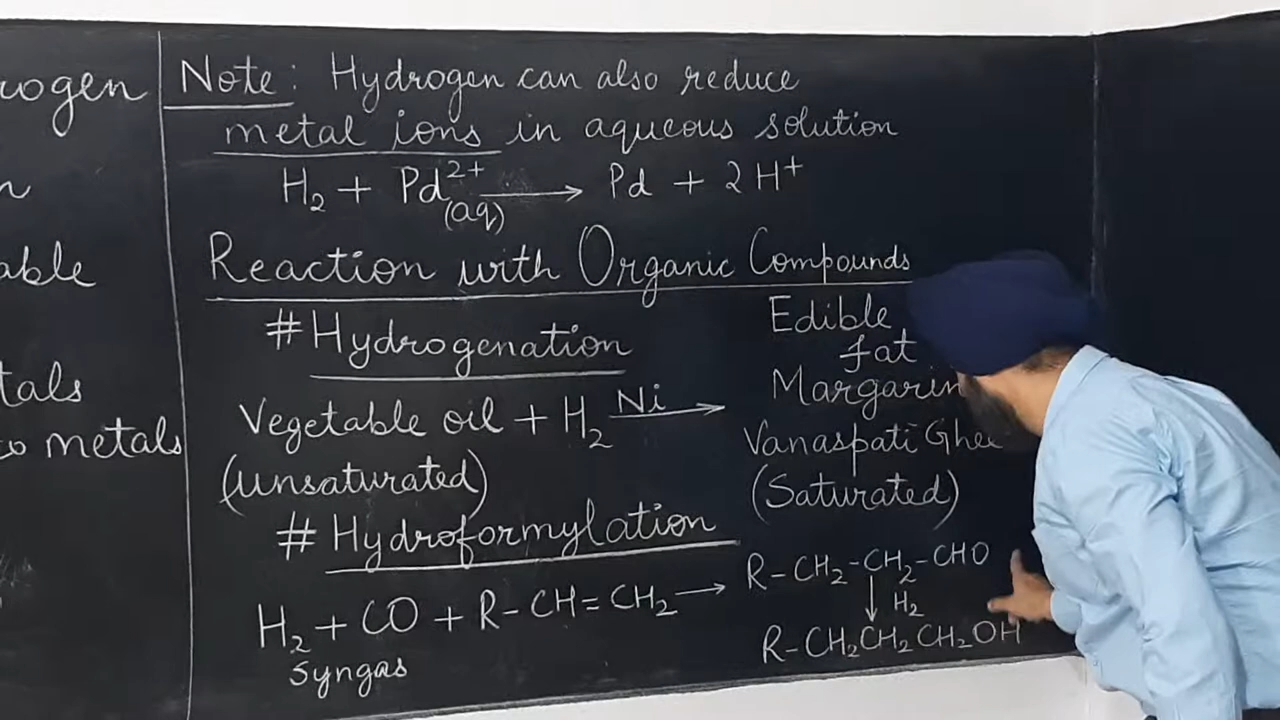 rogen
n
able
tals
to metals
Note: Hydrogen can also reduce
metal ions in aqueous solution
H₂ + Pd²⁺(aq) ⟶ Pd + 2H⁺
Reaction with Organic Compounds
# Hydrogenation
Vegetable oil + H₂ Ni⟶
(Unsaturated)
Edible
fat
Margarin
Vanaspati Ghee
(Saturated)
# Hydroformylation
H₂ + CO + R-CH=CH₂ ⟶ R-CH₂-CH₂-CHO
Syngas
↓ H₂
R-CH₂CH₂CH₂OH